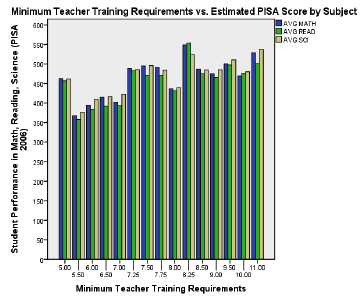 Minimum Teacher Training Requirements vs. Estimated PISA Score by Subject
AVG MATH
AVG READ
AVG SCI
Student Performance in Math, Reading, Science (PISA
2006)
600
550
500
450
400
350
300
250
200
150
100
50
0
5.00 6.00 7.00 7.75 8.25 9.00 10.00
5.50 6.50 7.25 8.00 8.50 9.50 11.00
Minimum Teacher Training Requirements